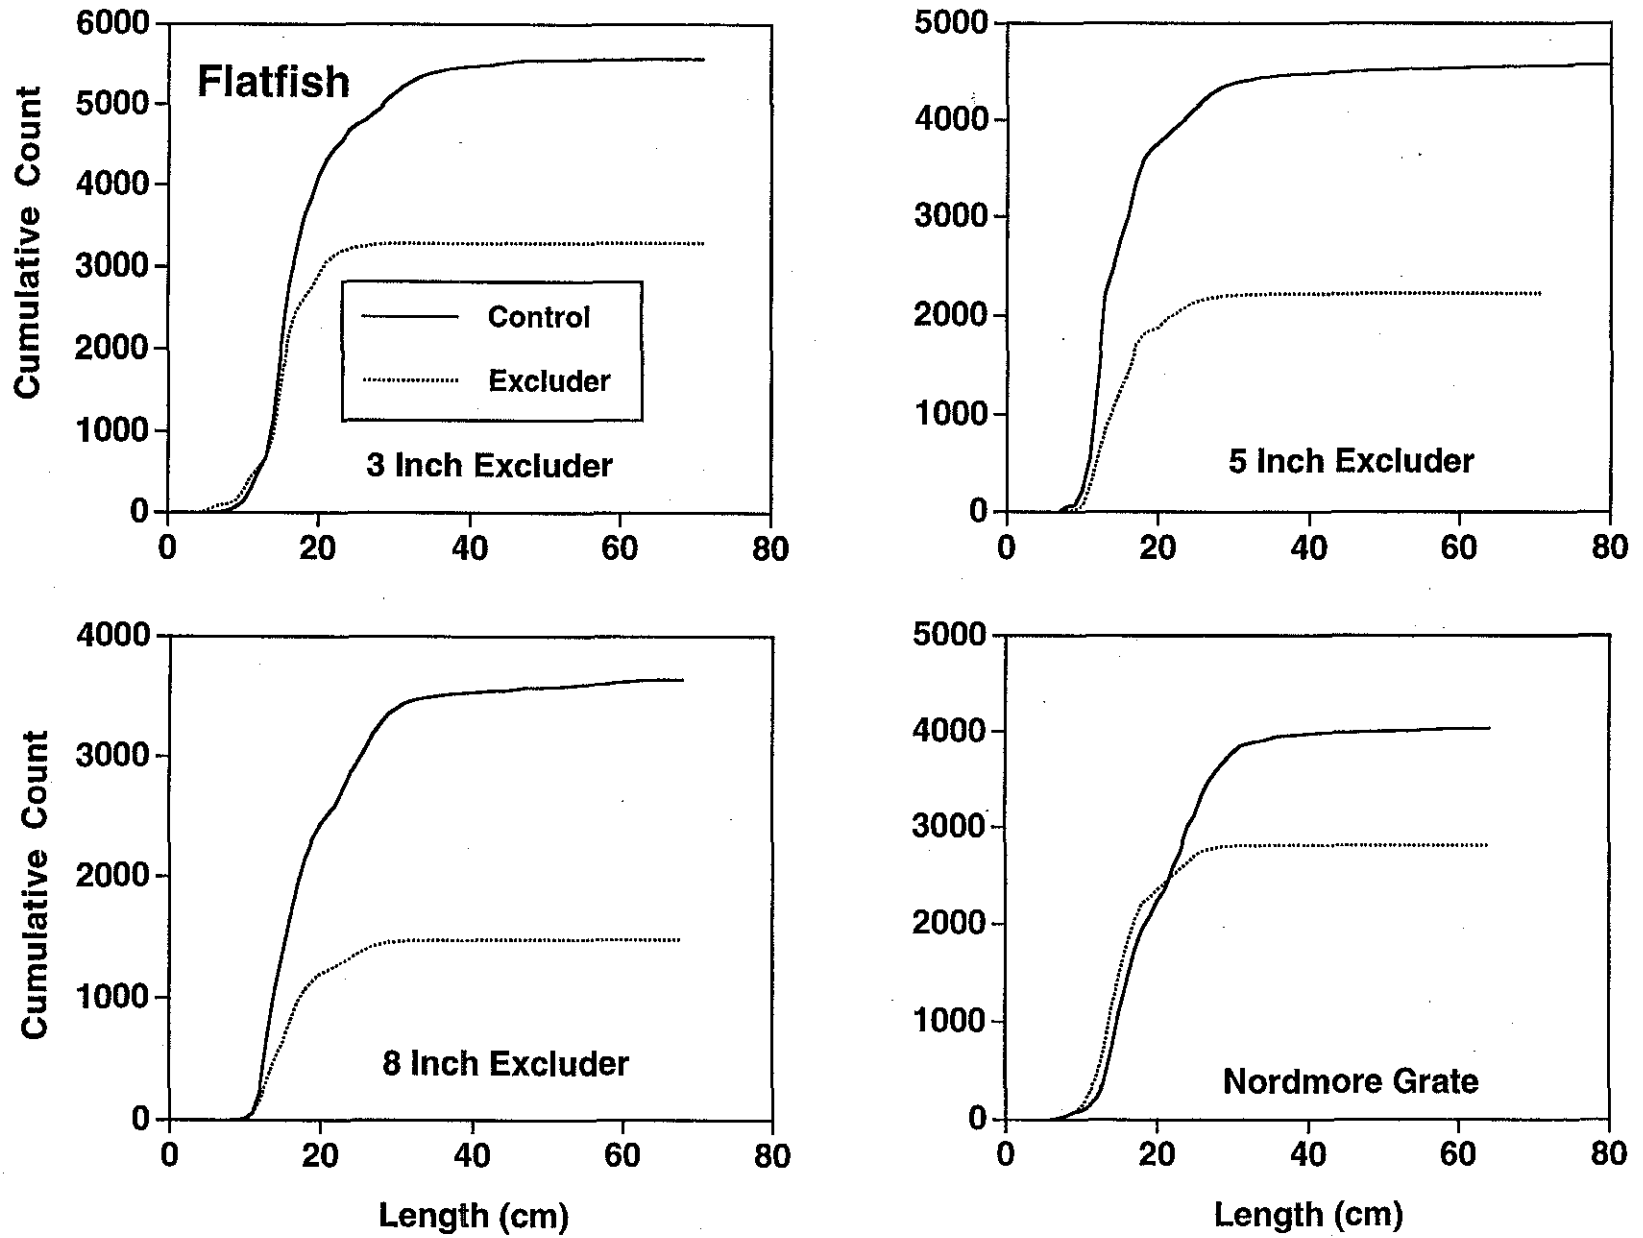 Flatfish
Cumulative Count
6000
5000
4000
3000
2000
1000
0
0 20 40 60 80
Control
Excluder
3 Inch Excluder
5000
4000
3000
2000
1000
0
0 20 40 60 80
5 Inch Excluder
Cumulative Count
4000
3000
2000
1000
0
0 20 40 60 80
8 Inch Excluder
Length (cm)
5000
4000
3000
2000
1000
0
0 20 40 60 80
Nordmore Grate
Length (cm)